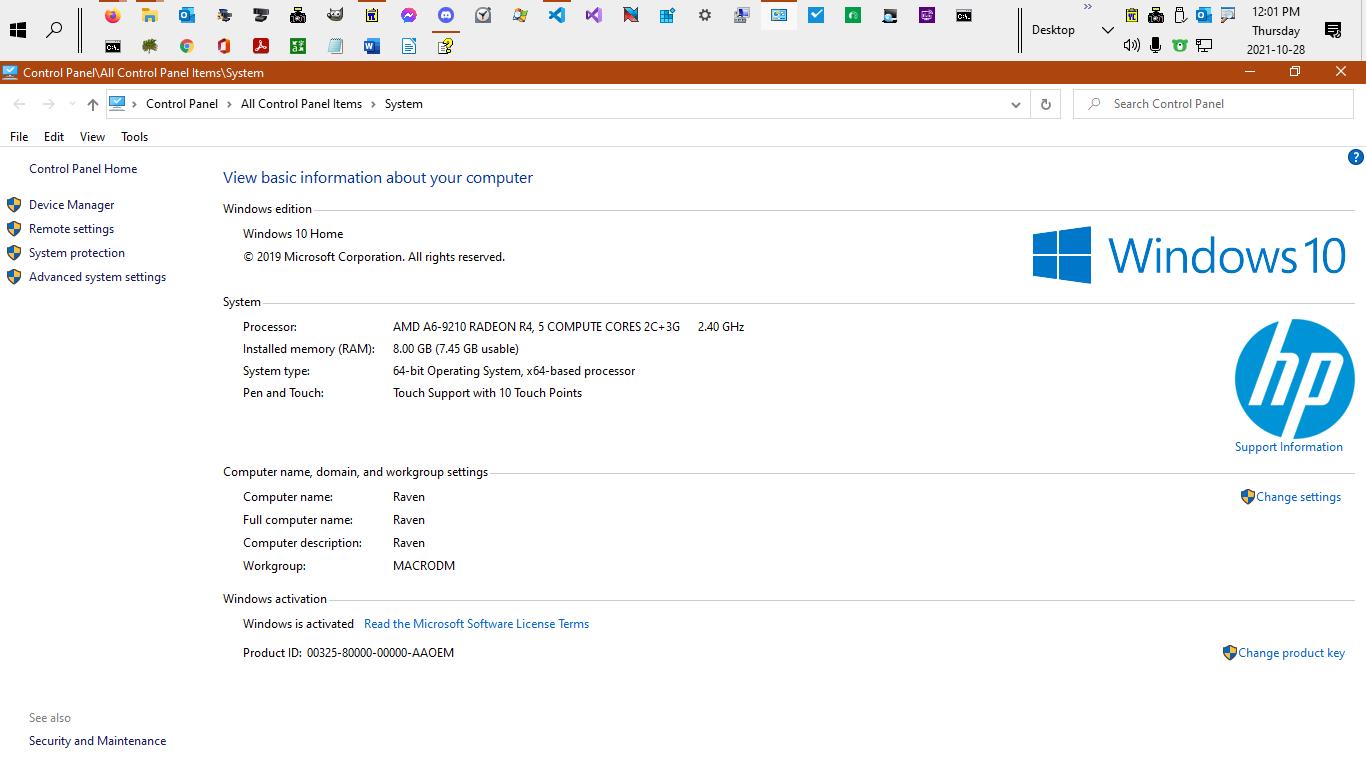 12:01 PM
Desktop
Thursday
2021-10-28
Control Panel\All Control Panel Items\System
Control Panel > All Control Panel Items > System
Search Control Panel
File Edit View Tools
Control Panel Home
Device Manager
Remote settings
System protection
Advanced system settings
View basic information about your computer
Windows edition
Windows 10 Home
© 2019 Microsoft Corporation. All rights reserved.
Windows 10
System
Processor: AMD A6-9210 RADEON R4, 5 COMPUTE CORES 2C+3G 2.40 GHz
Installed memory (RAM): 8.00 GB (7.45 GB usable)
System type: 64-bit Operating System, x64-based processor
Pen and Touch: Touch Support with 10 Touch Points
hp
Support Information
Computer name, domain, and workgroup settings
Computer name: Raven
Change settings
Full computer name: Raven
Computer description: Raven
Workgroup: MACRODM
Windows activation
Windows is activated Read the Microsoft Software License Terms
Product ID: 00325-80000-00000-AAOEM
Change product key
See also
Security and Maintenance